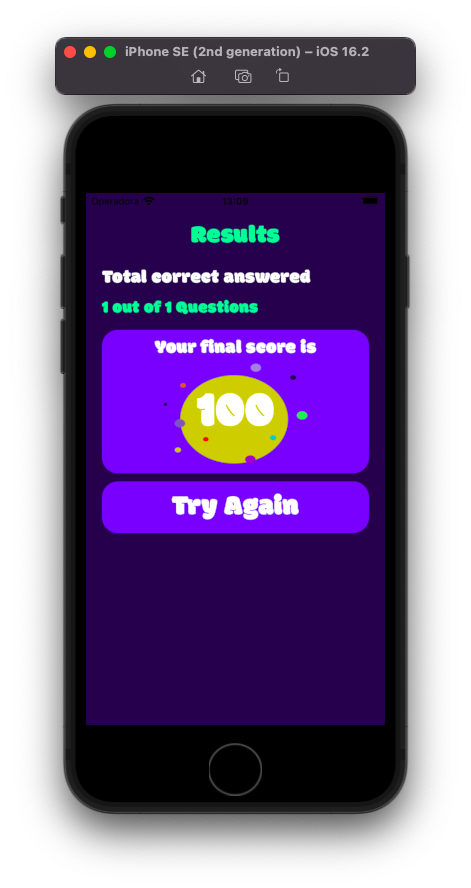 iPhone SE (2nd generation) – iOS 16.2
Operadora 13:09
Results
Total correct answered
1 out of 1 Questions
Your final score is
100
Try Again